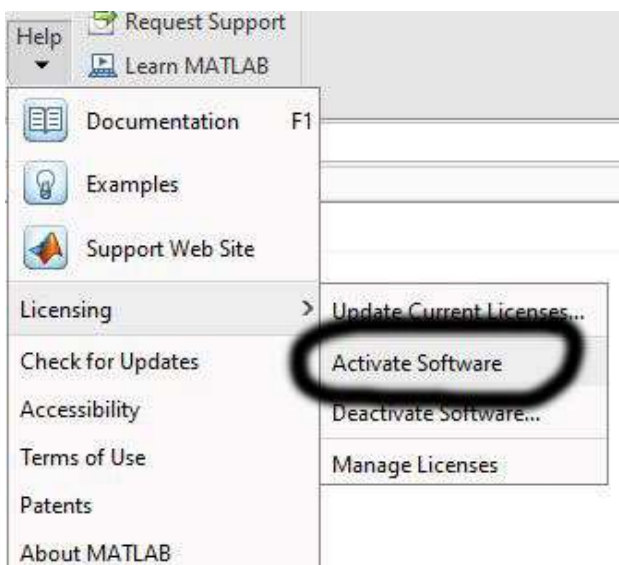 Help
Request Support
Learn MATLAB
Documentation F1
Examples
Support Web Site
Licensing >
Update Current Licenses...
Check for Updates
Activate Software
Accessibility
Deactivate Software...
Terms of Use
Manage Licenses
Patents
About MATLAB